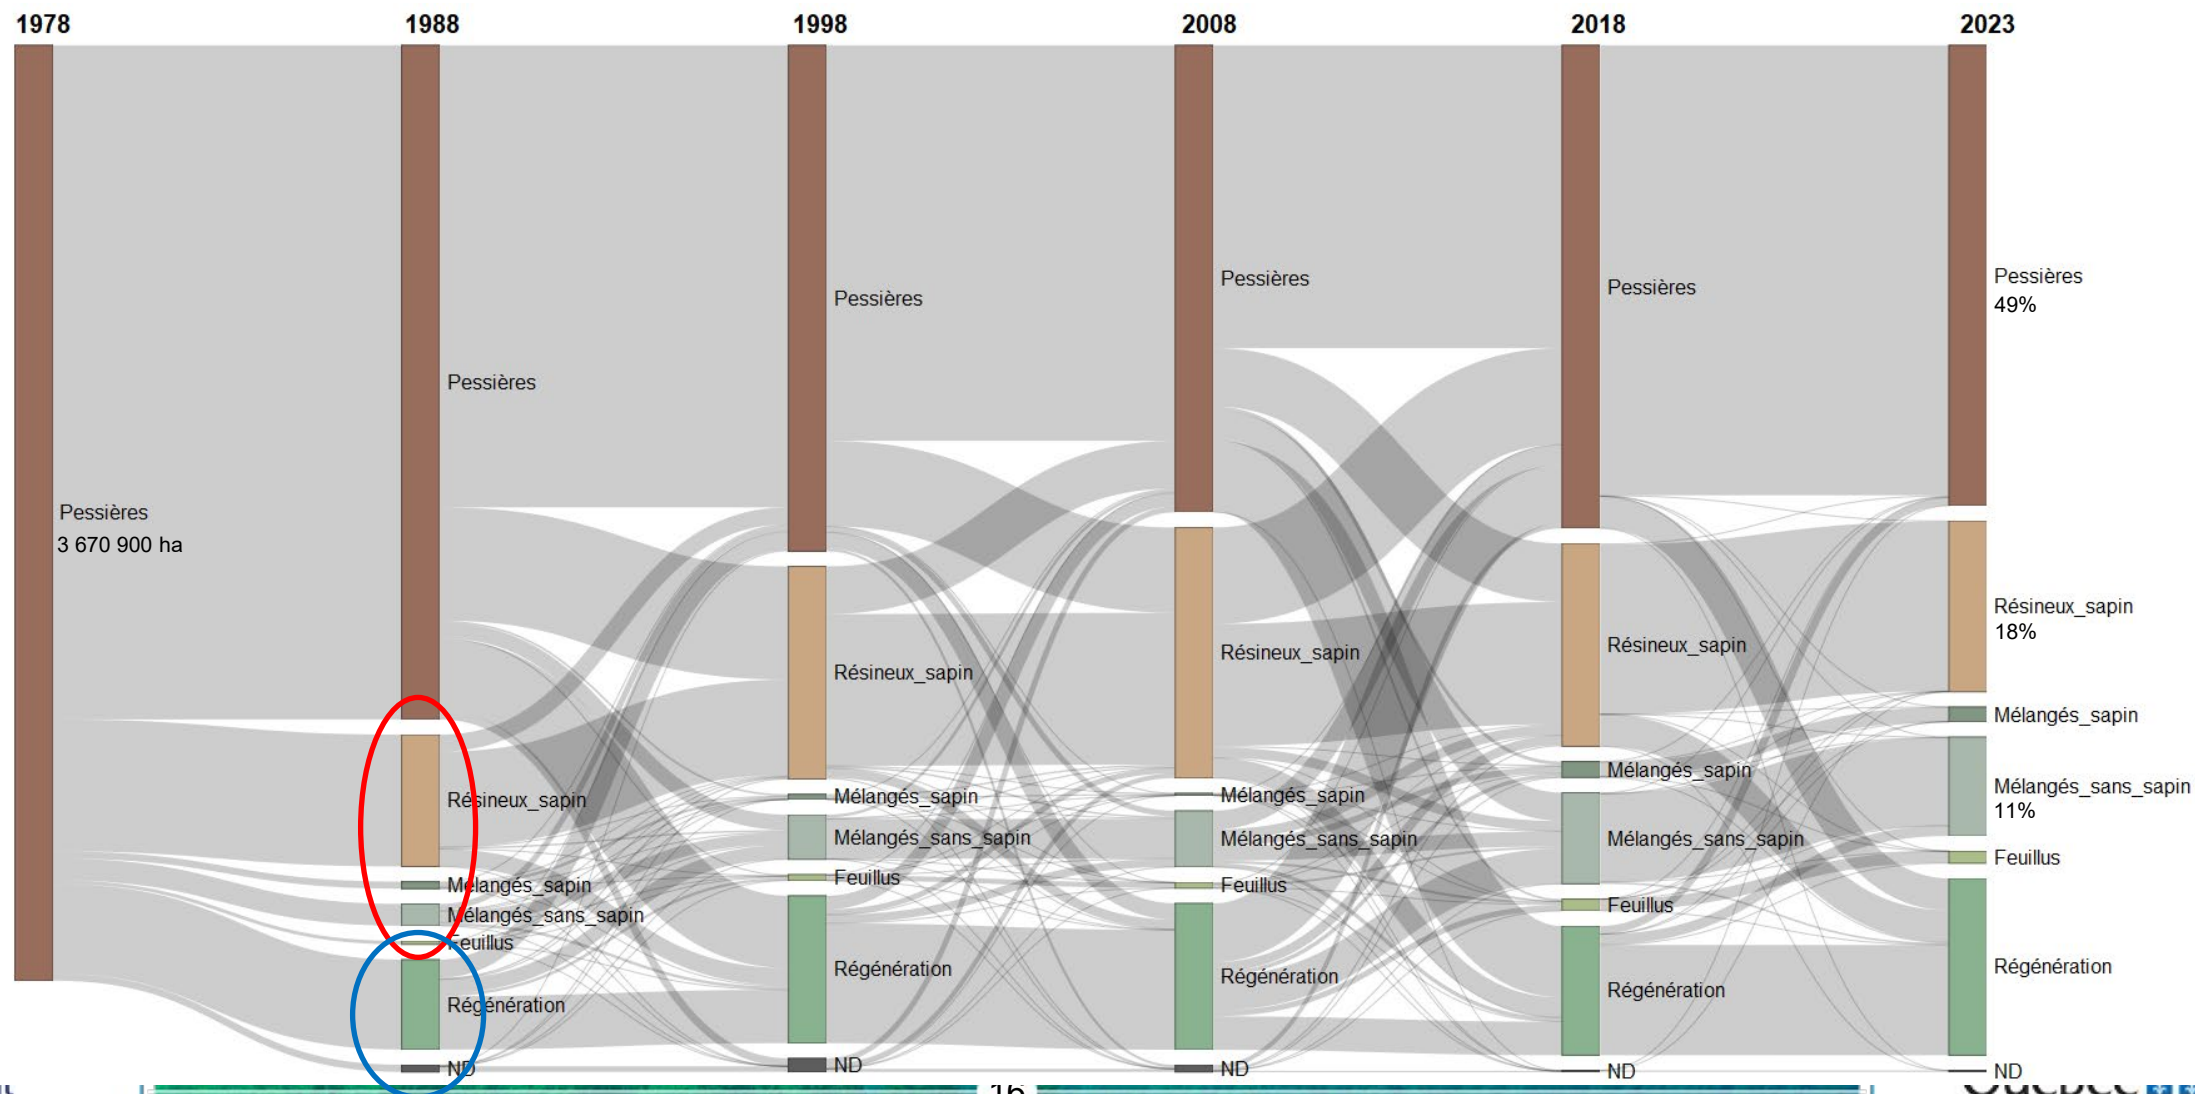 1978
1988
1998
2008
2018
2023
Pessières
3 670 900 ha
Pessières
Résineux_sapin
Mélangés_sapin
Mélangés_sans_sapin
Feuillus
Régénération
ND
Pessières
Résineux_sapin
Mélangés_sapin
Mélangés_sans_sapin
Feuillus
Régénération
ND
Pessières
Résineux_sapin
Mélangés_sapin
Mélangés_sans_sapin
Feuillus
Régénération
ND
Pessières
Résineux_sapin
Mélangés_sapin
Mélangés_sans_sapin
Feuillus
Régénération
ND
Pessières
49%
Résineux_sapin
18%
Mélangés_sapin
Mélangés_sans_sapin
11%
Feuillus
Régénération
ND
16
Québec